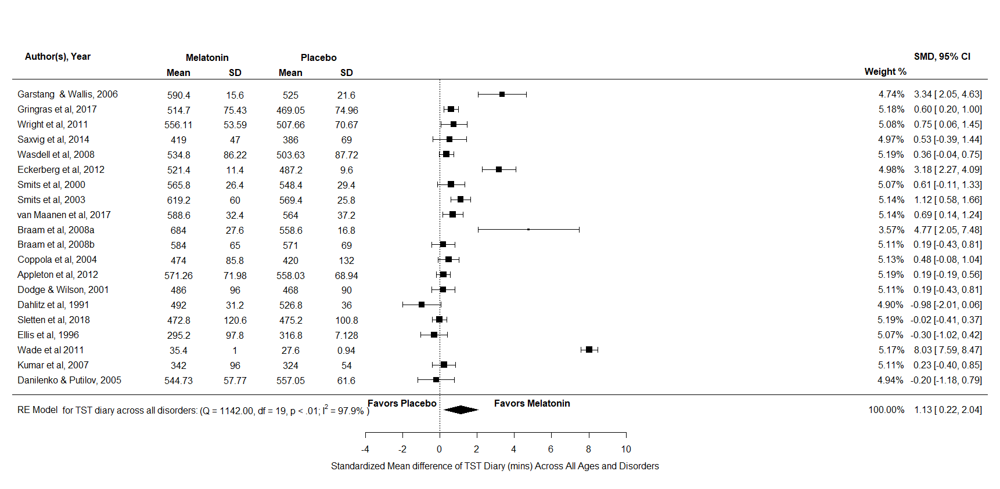 Author(s), Year Melatonin Placebo SMD, 95% CI
Mean SD Mean SD Weight %
Garstang & Wallis, 2006 590.4 15.6 525 21.6 4.74% 3.34 [ 2.05, 4.63]
Gringras et al, 2017 514.7 75.43 469.05 74.96 5.18% 0.60 [ 0.20, 1.00]
Wright et al, 2011 556.11 53.59 507.66 70.67 5.08% 0.75 [ 0.06, 1.45]
Saxvig et al, 2014 419 47 386 69 4.97% 0.53 [-0.39, 1.44]
Wasdell et al, 2008 534.8 86.22 503.63 87.72 5.19% 0.36 [-0.04, 0.75]
Eckerberg et al, 2012 521.4 11.4 487.2 9.6 4.98% 3.18 [ 2.27, 4.09]
Smits et al, 2000 565.8 26.4 548.4 29.4 5.07% 0.61 [-0.11, 1.33]
Smits et al, 2003 619.2 60 569.4 25.8 5.14% 1.12 [ 0.58, 1.66]
van Maanen et al, 2017 588.6 32.4 564 37.2 5.14% 0.69 [ 0.14, 1.24]
Braam et al, 2008a 684 27.6 558.6 16.8 3.57% 4.77 [ 2.05, 7.48]
Braam et al, 2008b 584 65 571 69 5.11% 0.19 [-0.43, 0.81]
Coppola et al, 2004 474 85.8 420 132 5.13% 0.48 [-0.08, 1.04]
Appleton et al, 2012 571.26 71.98 558.03 68.94 5.19% 0.19 [-0.19, 0.56]
Dodge & Wilson, 2001 486 96 468 90 5.11% 0.19 [-0.43, 0.81]
Dahlitz et al, 1991 492 31.2 526.8 36 4.90% -0.98 [-2.01, 0.06]
Sletten et al, 2018 472.8 120.6 475.2 100.8 5.19% -0.02 [-0.41, 0.37]
Ellis et al, 1996 295.2 97.8 316.8 7.128 5.07% -0.30 [-1.02, 0.42]
Wade et al 2011 35.4 1 27.6 0.94 5.17% 8.03 [ 7.59, 8.47]
Kumar et al, 2007 342 96 324 54 5.11% 0.23 [-0.40, 0.85]
Danilenko & Putilov, 2005 544.73 57.77 557.05 61.6 4.94% -0.20 [-1.18, 0.79]
Favors Placebo Favors Melatonin
RE Model for TST diary across all disorders: (Q = 1142.00, df = 19, p < .01; I² = 97.9% ) 100.00% 1.13 [ 0.22, 2.04]
-4 -2 0 2 4 6 8 10
Standardized Mean difference of TST Diary (mins) Across All Ages and Disorders